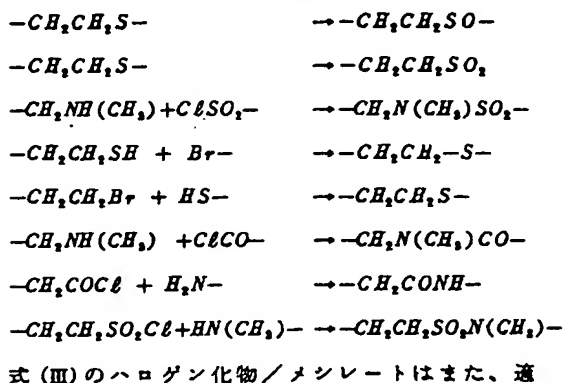 -CH₂CH₂S- →-CH₂CH₂SO-
-CH₂CH₂S- →-CH₂CH₂SO₂
-CH₂NH(CH₃)+CℓSO₂- →-CH₂N(CH₃)SO₂-
-CH₂CH₂SH + Br- →-CH₂CH₂-S-
-CH₂CH₂Br + HS- →-CH₂CH₂S-
-CH₂NH(CH₃) +CℓCO- →-CH₂N(CH₃)CO-
-CH₂COCℓ + H₂N- →-CH₂CONH-
-CH₂CH₂SO₂Cℓ+HN(CH₃)- →-CH₂CH₂SO₂N(CH₃)-
式(Ⅲ)のハロゲン化物/メシレートはまた、適